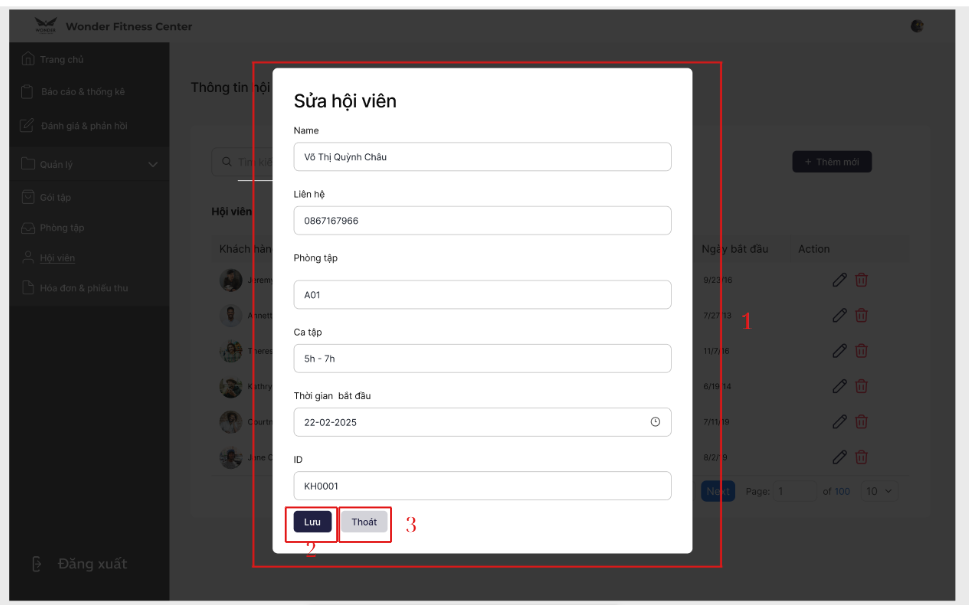 WONDER
Wonder Fitness Center
Trang chủ
Báo cáo & thống kê
Đánh giá & phản hồi
Quản lý
Gói tập
Phòng tập
Hội viên
Hóa đơn & phiếu thu
Đăng xuất
Thông tin hội
Tìm
+ Thêm mới
Hội viên
Khách hàn
Ngày bắt đầu
Action
Jeremy
9/22/16
Annett
7/27/13
Theres
11/7/16
Kathry
6/19/14
Courtn
7/11/19
Jane C
8/2/19
Next
Page: 1
of 100
10
Sửa hội viên
Name
Võ Thị Quỳnh Châu
Liên hệ
0867167966
Phòng tập
A01
Ca tập
5h - 7h
Thời gian bắt đầu
22-02-2025
ID
KH0001
Lưu
Thoát
1
2
3